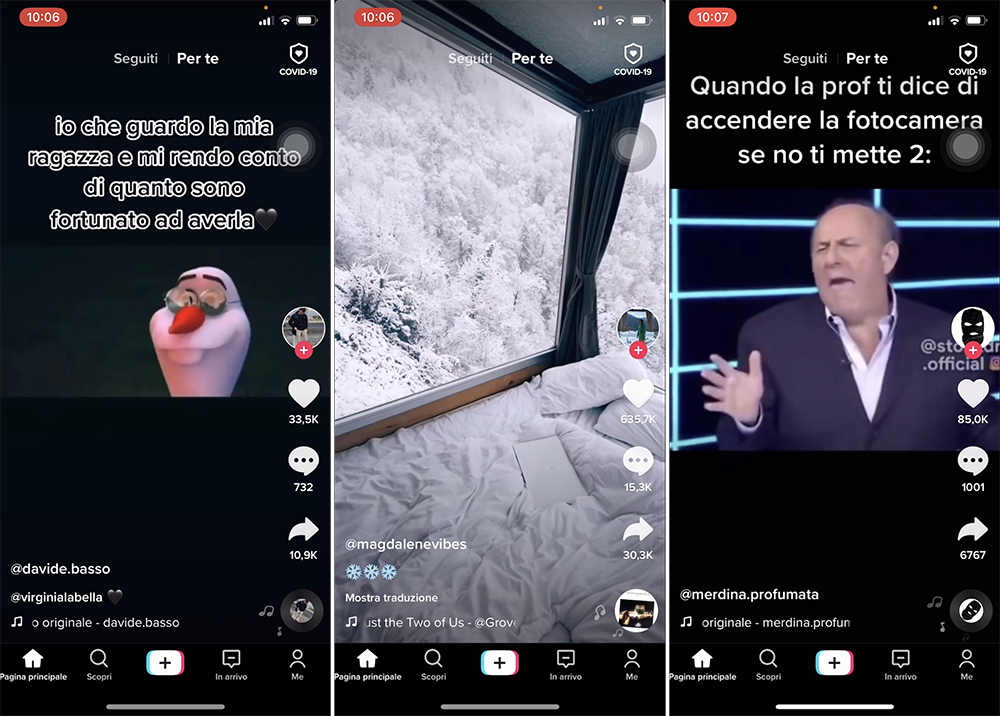 10:06
Seguiti
Per te
COVID-19
io che guardo la mia
ragazza e mi rendo conto
di quanto sono
fortunato ad averla🖤
33,5K
732
10,9K
@davide.basso
@virginialabella 🖤
o originale - davide.basso
Pagina principale
Scopri
In arrivo
Me
10:06
Seguiti
Per te
COVID-19
635,7K
15,3K
30,3K
@magdalenevibes
❄️❄️❄️
Mostra traduzione
ust the Two of Us - @Grov
Pagina principale
Scopri
In arrivo
Me
10:07
Seguiti
Per te
COVID-19
Quando la prof ti dice di
accendere la fotocamera
se no ti mette 2:
.official
85,0K
1001
6767
@merdina.profumata
originale - merdina.profum
Pagina principale
Scopri
In arrivo
Me